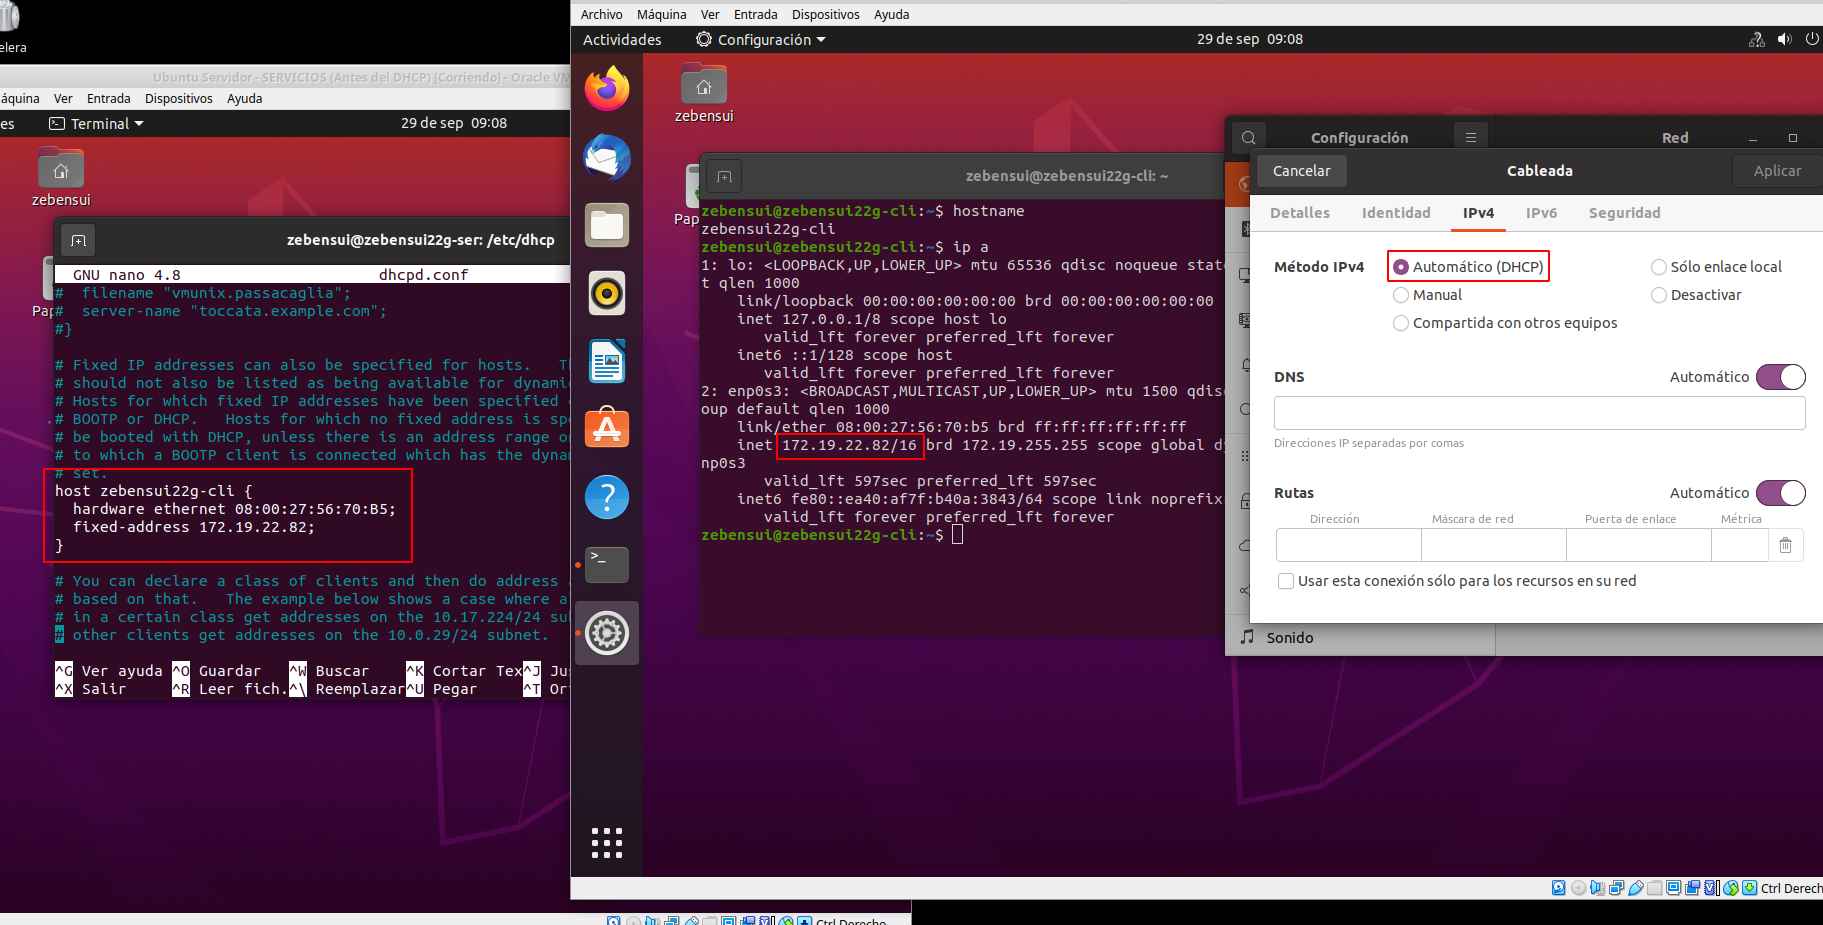 elera
Ubuntu Servidor - SERVICIOS (Antes del DHCP) [Corriendo] - Oracle VM
áquina Ver Entrada Dispositivos Ayuda
es Terminal 29 de sep 09:08
zebensui
zebensui@zebensui22g-ser: /etc/dhcp
Pap
GNU nano 4.8 dhcpd.conf
#  filename "vmunix.passacaglia";
#  server-name "toccata.example.com";
#}
# Fixed IP addresses can also be specified for hosts.   Th
# should not also be listed as being available for dynamic
# Hosts for which fixed IP addresses have been specified
# BOOTP or DHCP.   Hosts for which no fixed address is spe
# be booted with DHCP, unless there is an address range on
# to which a BOOTP client is connected which has the dynam
# set.
host zebensui22g-cli {
  hardware ethernet 08:00:27:56:70:B5;
  fixed-address 172.19.22.82;
}
# You can declare a class of clients and then do address
# based on that.   The example below shows a case where a
# in a certain class get addresses on the 10.17.224/24 sub
# other clients get addresses on the 10.0.29/24 subnet.
^G Ver ayuda ^O Guardar ^W Buscar ^K Cortar Tex ^J Jus
^X Salir ^R Leer fich. ^\ Reemplazar ^U Pegar ^T Ort
Ctrl Derecho
Archivo Máquina Ver Entrada Dispositivos Ayuda
Actividades Configuración 29 de sep 09:08
zebensui
Pap
zebensui@zebensui22g-cli: ~
zebensui@zebensui22g-cli:~$ hostname
zebensui22g-cli
zebensui@zebensui22g-cli:~$ ip a
1: lo: <LOOPBACK,UP,LOWER_UP> mtu 65536 qdisc noqueue stat
t qlen 1000
    link/loopback 00:00:00:00:00:00 brd 00:00:00:00:00:00
    inet 127.0.0.1/8 scope host lo
       valid_lft forever preferred_lft forever
    inet6 ::1/128 scope host
       valid_lft forever preferred_lft forever
2: enp0s3: <BROADCAST,MULTICAST,UP,LOWER_UP> mtu 1500 qdisc
oup default qlen 1000
    link/ether 08:00:27:56:70:b5 brd ff:ff:ff:ff:ff:ff
    inet 172.19.22.82/16 brd 172.19.255.255 scope global dy
np0s3
       valid_lft 597sec preferred_lft 597sec
    inet6 fe80::ea40:af7f:b40a:3843/64 scope link noprefix
       valid_lft forever preferred_lft forever
zebensui@zebensui22g-cli:~$
Configuración Red
Cancelar Cableada Aplicar
Detalles Identidad IPv4 IPv6 Seguridad
Método IPv4 Automático (DHCP) Sólo enlace local
Manual Desactivar
Compartida con otros equipos
DNS Automático
Direcciones IP separadas por comas
Rutas Automático
Dirección Máscara de red Puerta de enlace Métrica
Usar esta conexión sólo para los recursos en su red
Sonido
Ctrl Derech